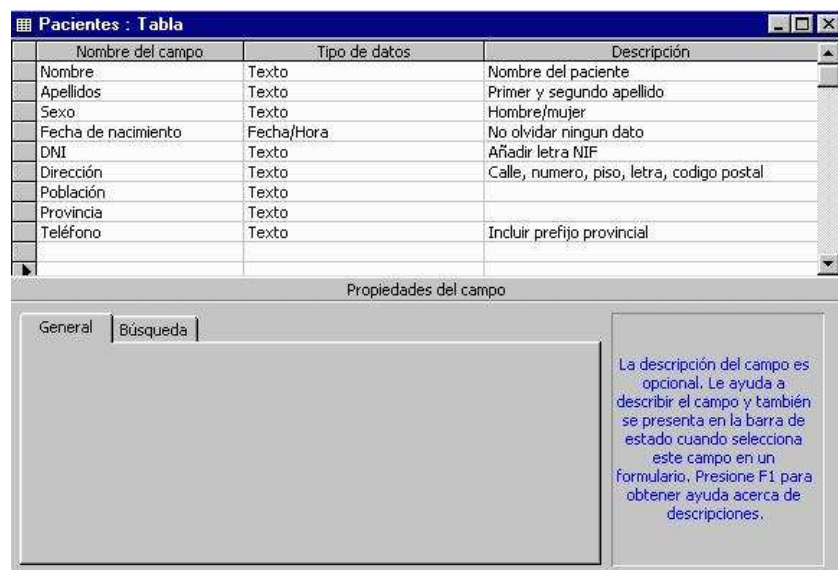 Pacientes : Tabla
Nombre del campo Tipo de datos Descripción
Nombre Texto Nombre del paciente
Apellidos Texto Primer y segundo apellido
Sexo Texto Hombre/mujer
Fecha de nacimiento Fecha/Hora No olvidar ningun dato
DNI Texto Añadir letra NIF
Dirección Texto Calle, numero, piso, letra, codigo postal
Población Texto
Provincia Texto
Teléfono Texto Incluir prefijo provincial
Propiedades del campo
General Búsqueda
La descripción del campo es
opcional. Le ayuda a
describir el campo y también
se presenta en la barra de
estado cuando selecciona
este campo en un
formulario. Presione F1 para
obtener ayuda acerca de
descripciones.